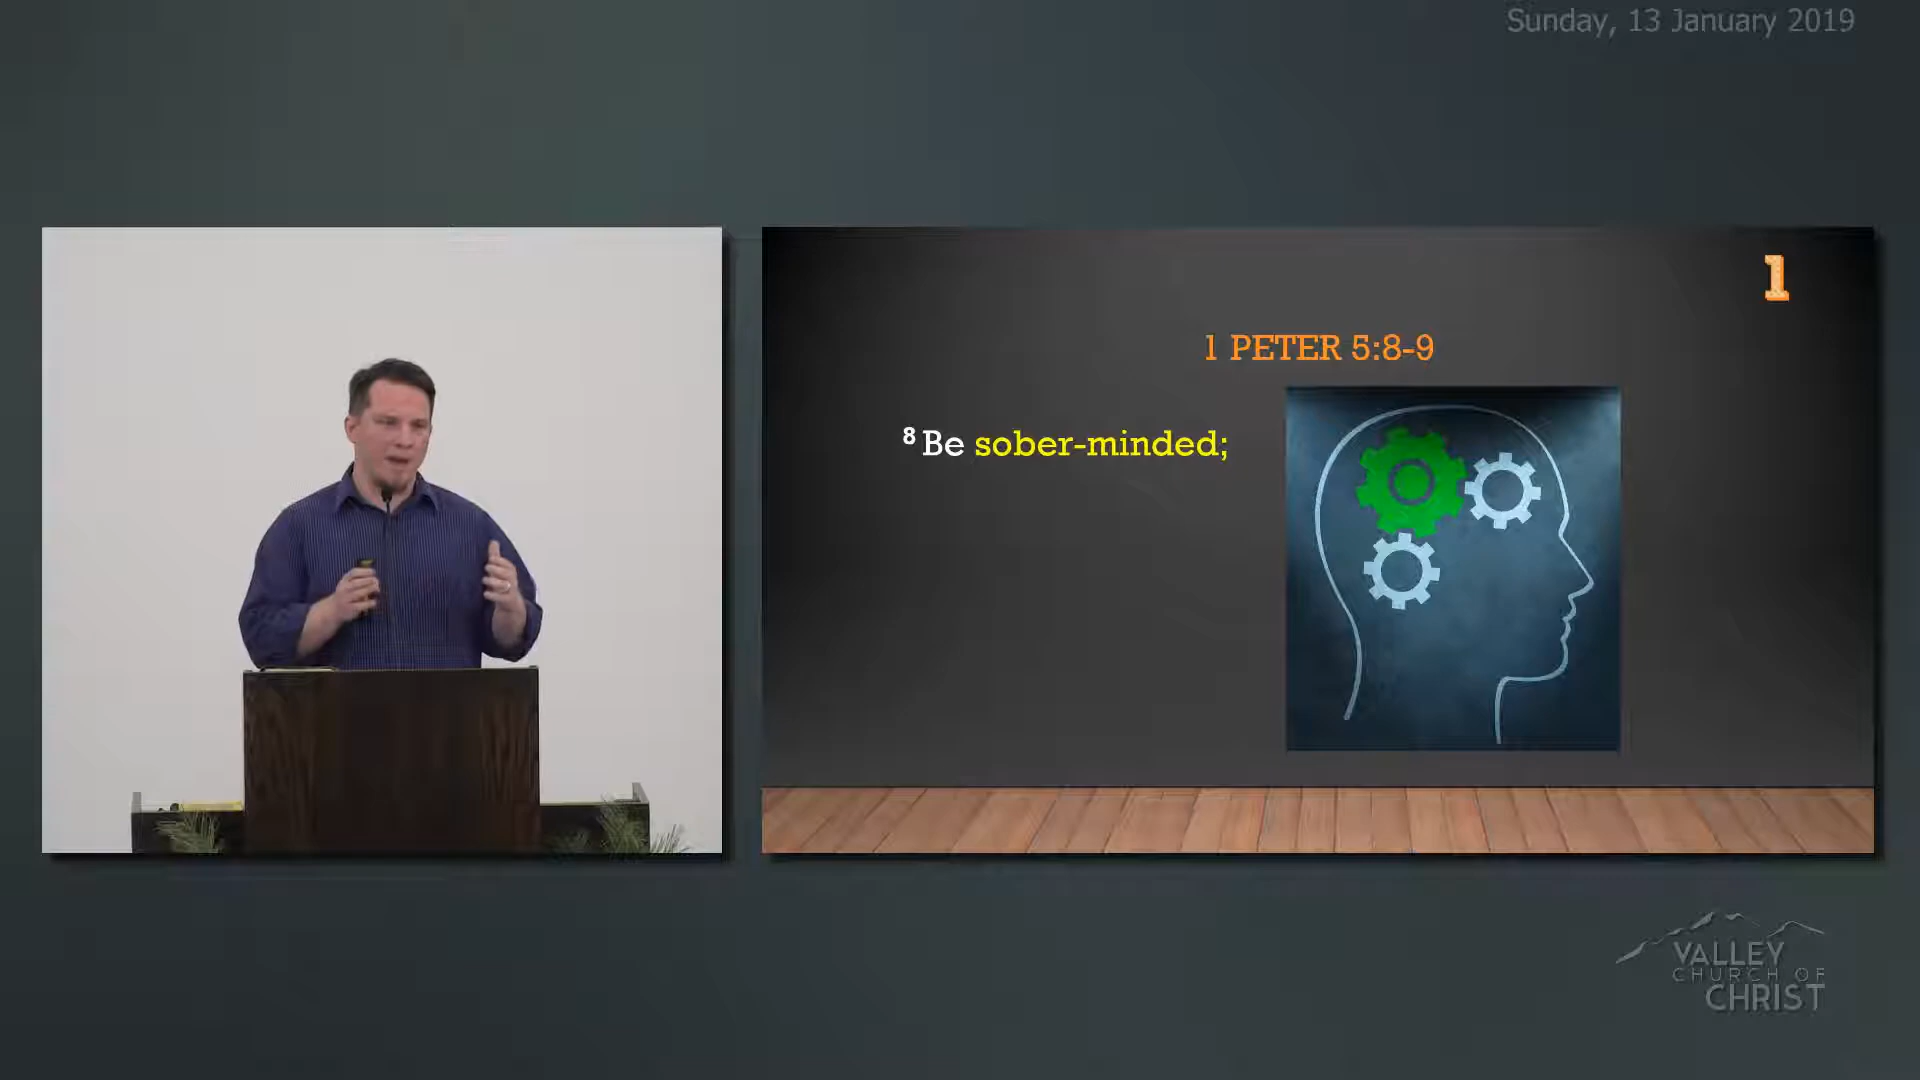 Sunday, 13 January 2019
1
1 PETER 5:8-9
8 Be sober-minded;
VALLEY
CHURCH OF
CHRIST